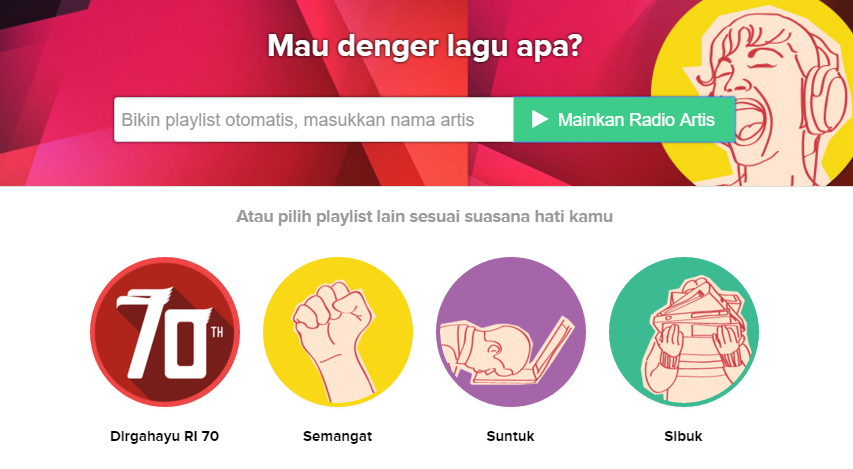 Mau denger lagu apa?
Bikin playlist otomatis, masukkan nama artis
Mainkan Radio Artis
Atau pilih playlist lain sesuai suasana hati kamu
70 TH
Dirgahayu RI 70
Semangat
Suntuk
Sibuk